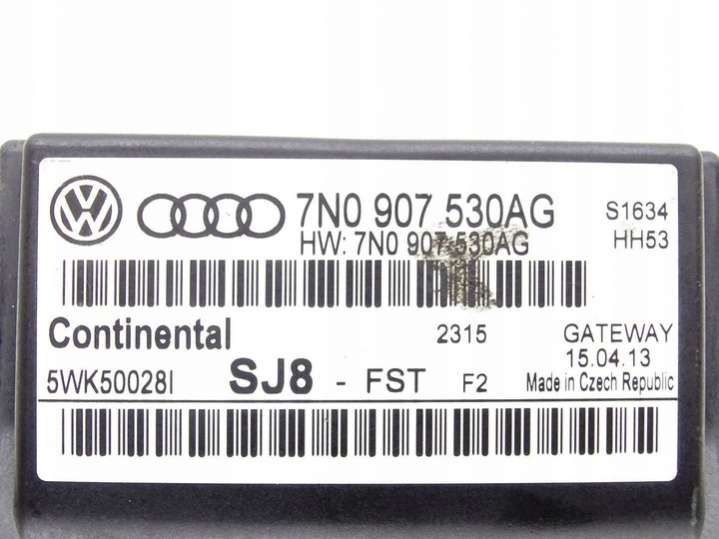 7N0 907 530AG S1634
HW: 7N0 907 530AG HH53
Continental 2315 GATEWAY
15.04.13
5WK50028I SJ8 - FST F2 Made in Czech Republic